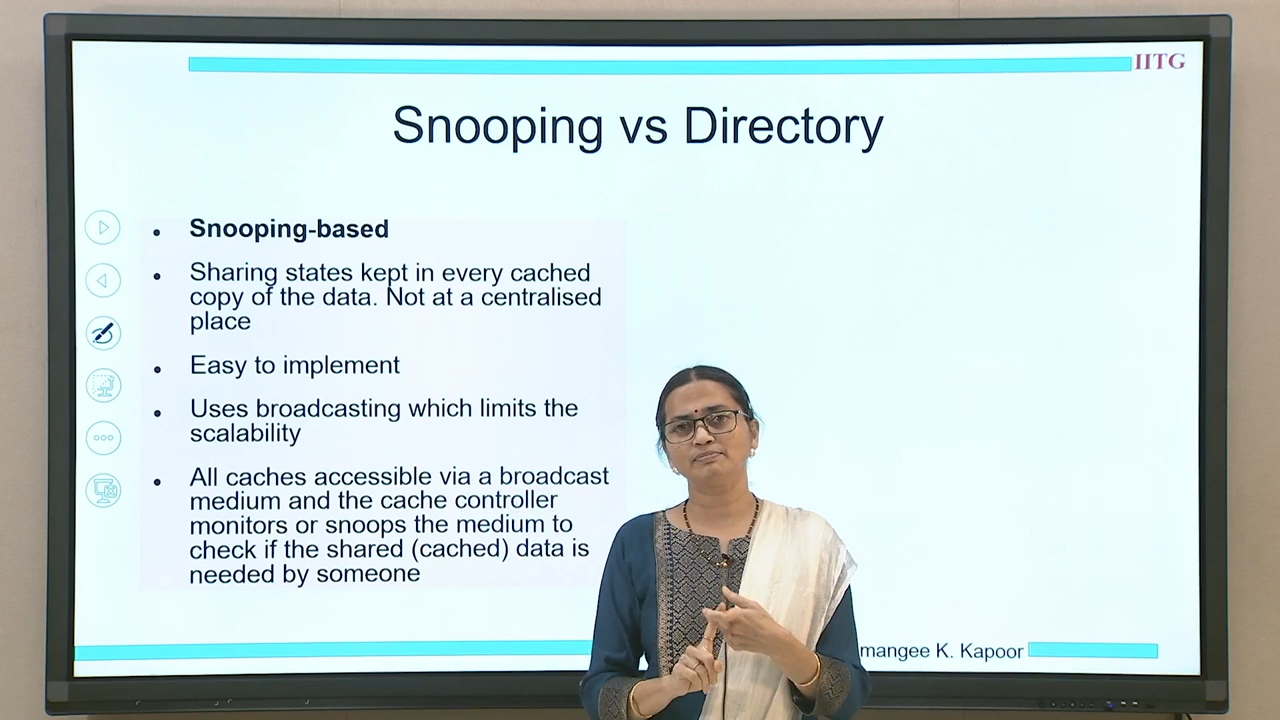 IITG
Snooping vs Directory
• Snooping-based
• Sharing states kept in every cached
copy of the data. Not at a centralised
place
• Easy to implement
• Uses broadcasting which limits the
scalability
• All caches accessible via a broadcast
medium and the cache controller
monitors or snoops the medium to
check if the shared (cached) data is
needed by someone
mangee K. Kapoor